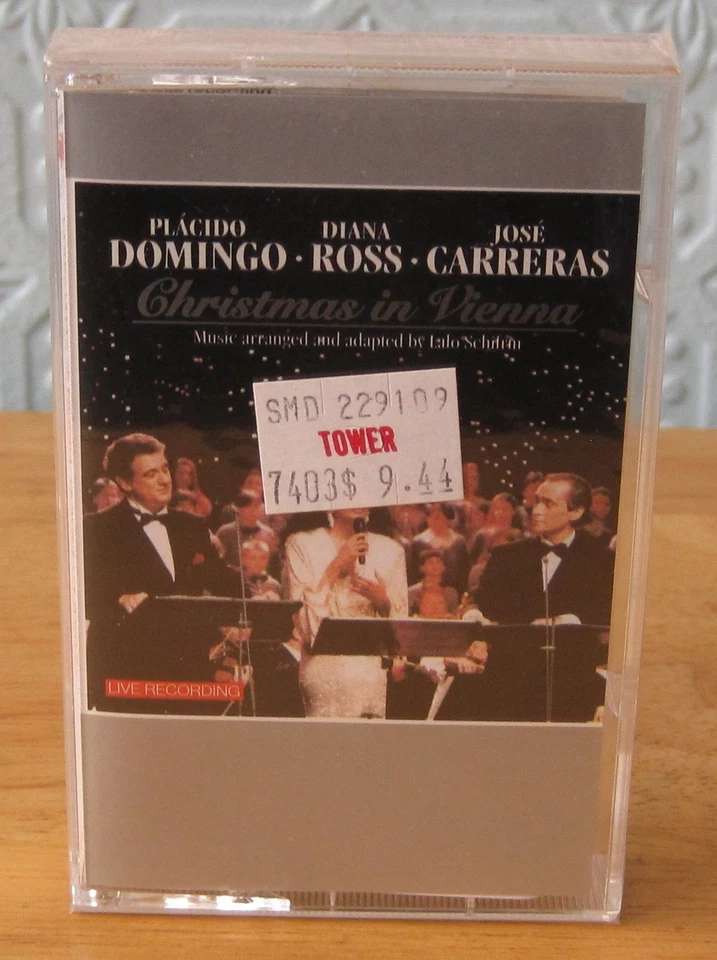 PLÁCIDO DIANA JOSÉ
DOMINGO · ROSS · CARRERAS
Christmas in Vienna
Music arranged and adapted by Lalo Schifrin
SMD 229109
TOWER
7403$ 9.44
LIVE RECORDING